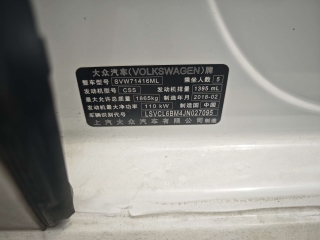 大众汽车(VOLKSWAGEN)牌
整车型号 SVW71416ML 乘坐人数 5
发动机型号 CSS 发动机排量 1395 mL
最大允许总质量 1865kg 制造年月 2018-02
发动机最大净功率 110 kW 制造国 中国
车辆识别代号 LSVCL6BM4JN027095
上汽大众汽车有限公司制造